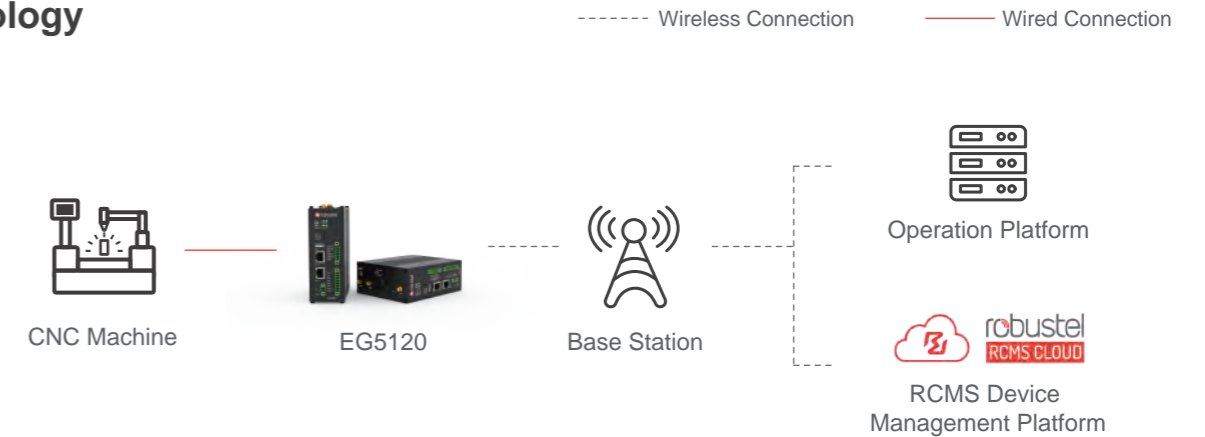 ology
Wireless Connection
Wired Connection
CNC Machine
EG5120
Base Station
Operation Platform
robustel
RCMS CLOUD
RCMS Device
Management Platform